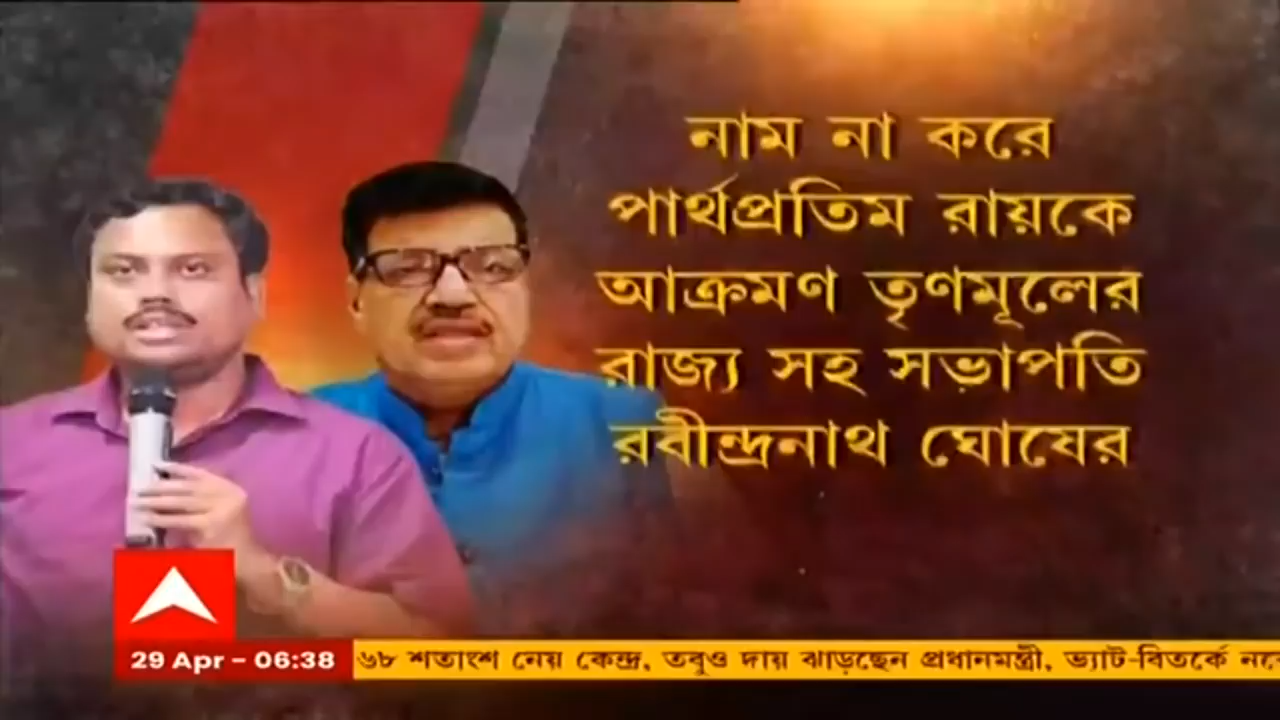 নাম না করে
পার্থপ্রতিম রায়কে
আক্রমণ তৃণমূলের
রাজ্য সহ সভাপতি
রবীন্দ্রনাথ ঘোষের
29 Apr – 06:38
৬৮ শতাংশ নেয় কেন্দ্র, তবুও দায় ঝাড়ছেন প্রধানমন্ত্রী, ভ্যাট-বিতর্কে